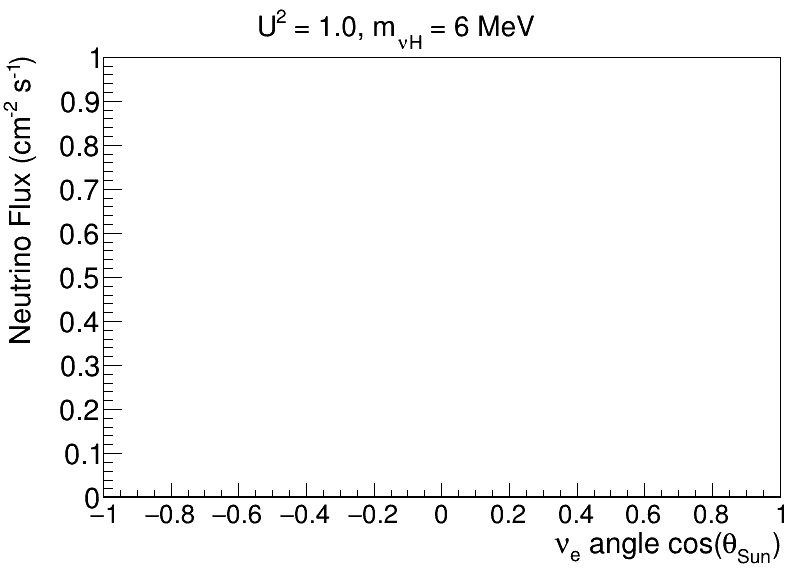 U² = 1.0, m_νH = 6 MeV
Neutrino Flux (cm⁻² s⁻¹)
1
0.9
0.8
0.7
0.6
0.5
0.4
0.3
0.2
0.1
0
−1 −0.8 −0.6 −0.4 −0.2 0 0.2 0.4 0.6 0.8 1
ν_e angle cos(θ_Sun)